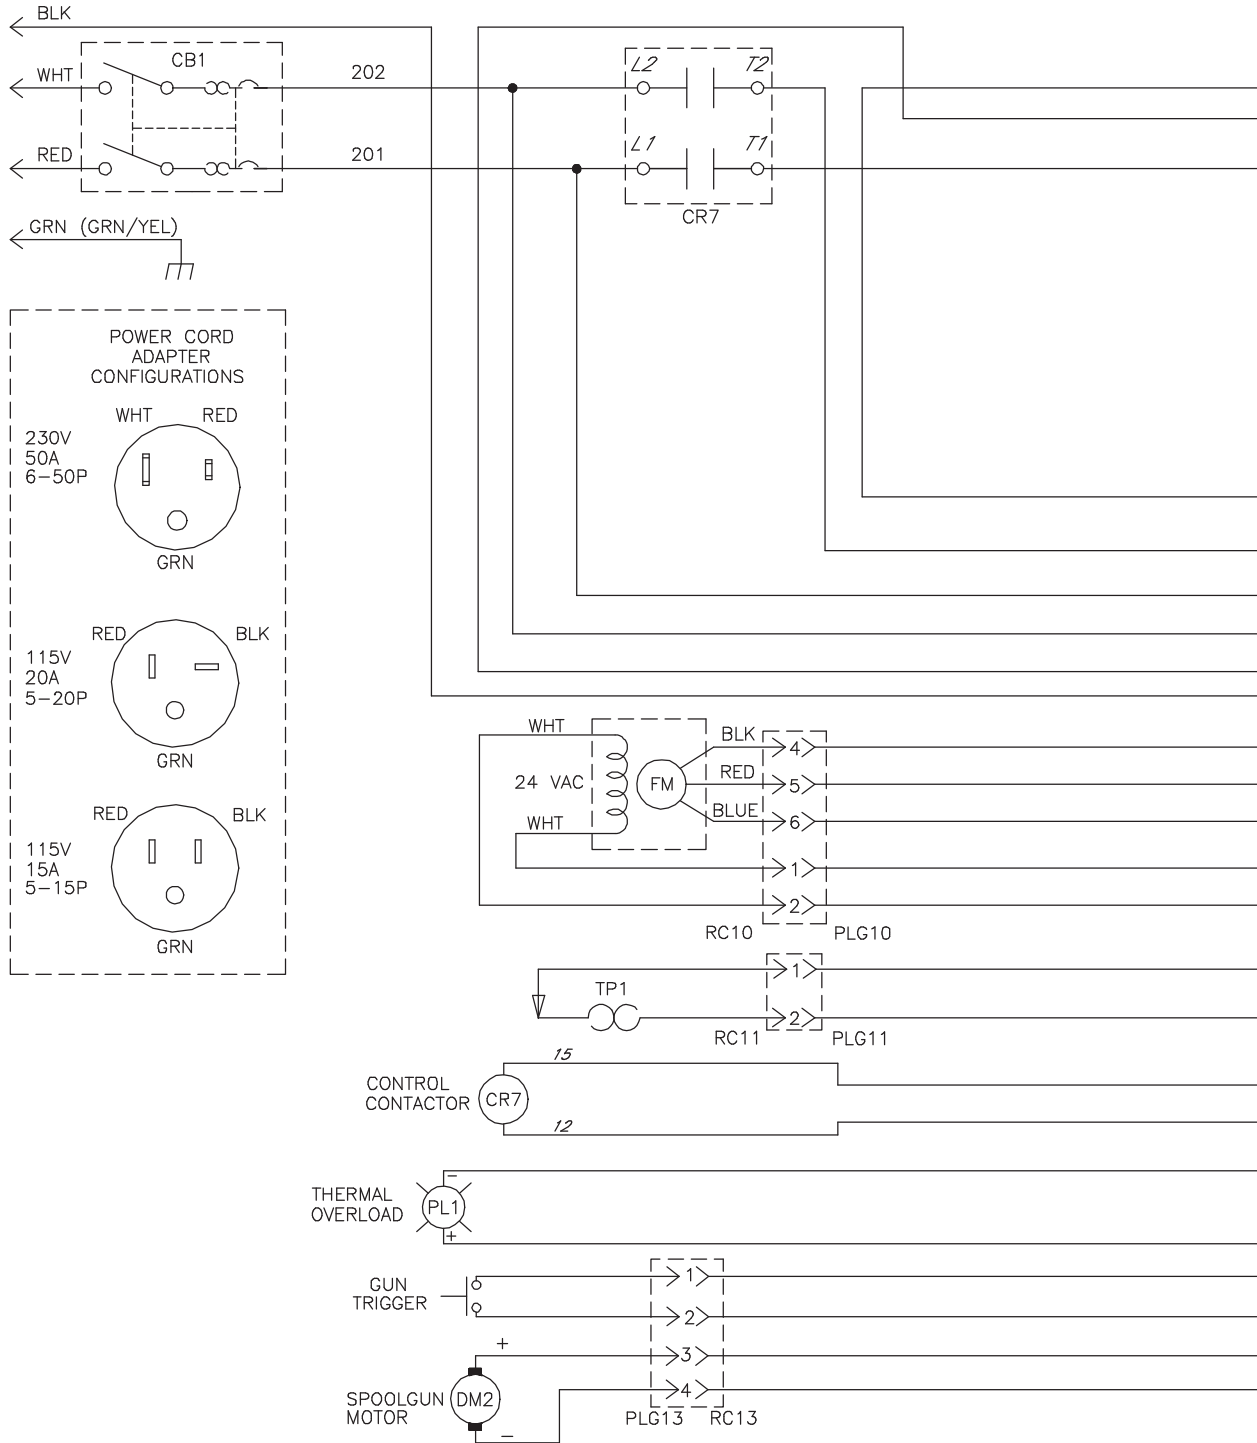 BLK
CB1
WHT
202
L2
T2
RED
201
L1
T1
CR7
GRN (GRN/YEL)
POWER CORD
ADAPTER
CONFIGURATIONS
WHT
RED
230V
50A
6-50P
GRN
RED
BLK
115V
20A
5-20P
GRN
RED
BLK
115V
15A
5-15P
GRN
WHT
24 VAC
FM
WHT
BLK
4
RED
5
BLUE
6
1
2
RC10
PLG10
1
TP1
2
RC11
PLG11
15
CONTROL
CONTACTOR
CR7
12
-
THERMAL
OVERLOAD
PL1
+
GUN
TRIGGER
1
2
+
3
SPOOLGUN
MOTOR
DM2
4
-
PLG13
RC13